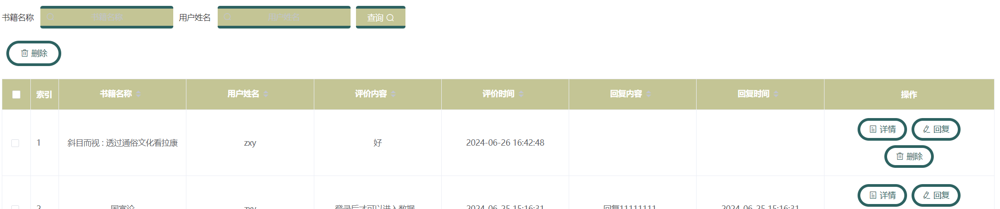 书籍名称 书籍名称 用户姓名 用户姓名 查询
删除
索引 书籍名称 用户姓名 评价内容 评价时间 回复内容 回复时间 操作
1 斜目而视 : 透过通俗文化看拉康 zxy 好 2024-06-26 16:42:48 详情 回复
删除
2 国富论 zxy 登录后才可以进入数据 2024-06-25 15:16:31 回复11111111 2024-06-25 15:16:31 详情 回复